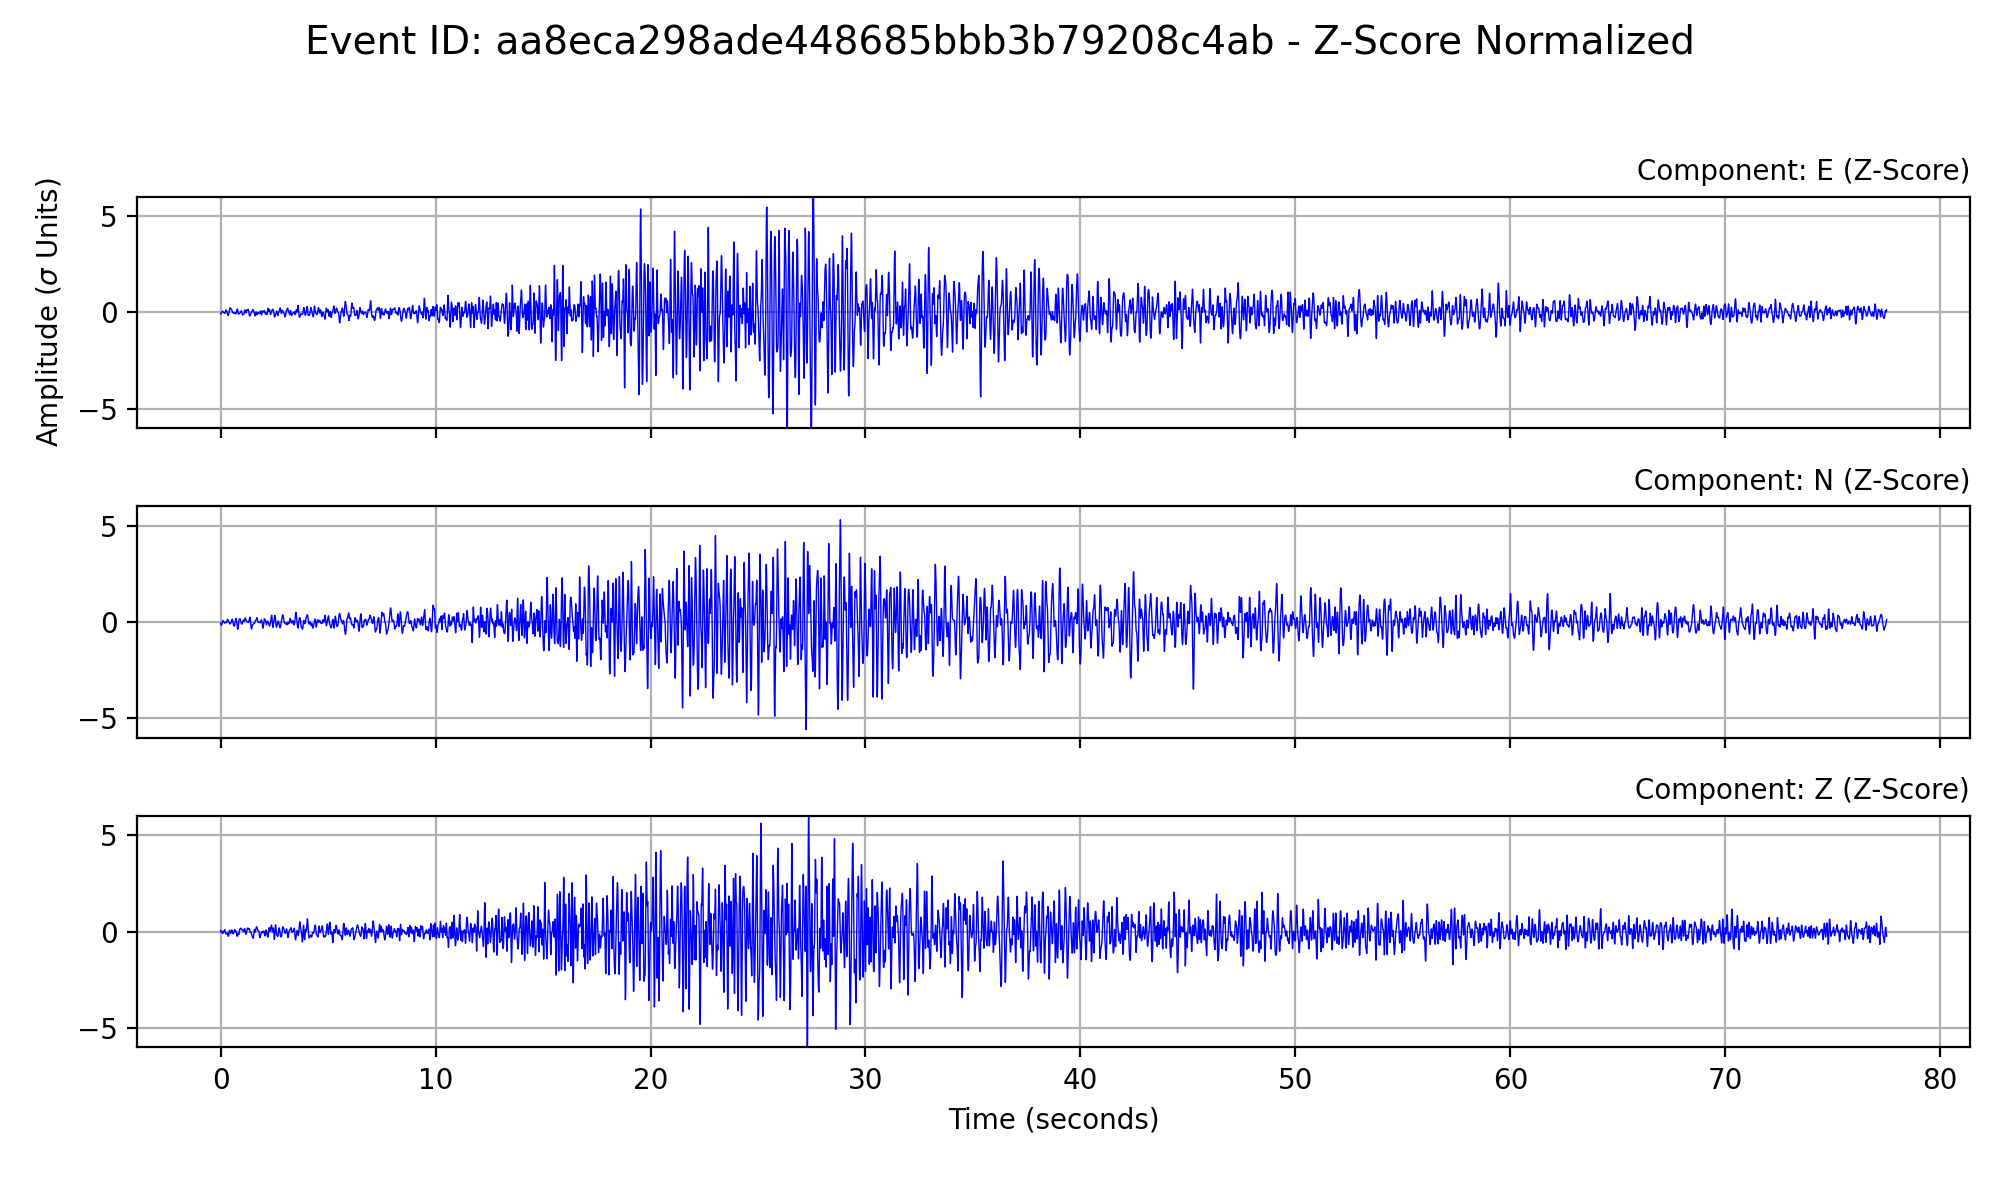 Event ID: aa8eca298ade448685bbb3b79208c4ab - Z-Score Normalized
Component: E (Z-Score)
Amplitude (σ Units)
5
0
−5
Component: N (Z-Score)
5
0
−5
Component: Z (Z-Score)
5
0
−5
0 10 20 30 40 50 60 70 80
Time (seconds)